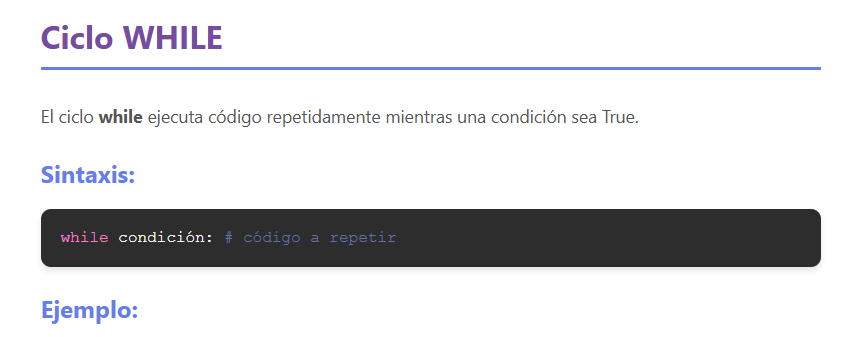 Ciclo WHILE
El ciclo while ejecuta código repetidamente mientras una condición sea True.
Sintaxis:
while condición: # código a repetir
Ejemplo: